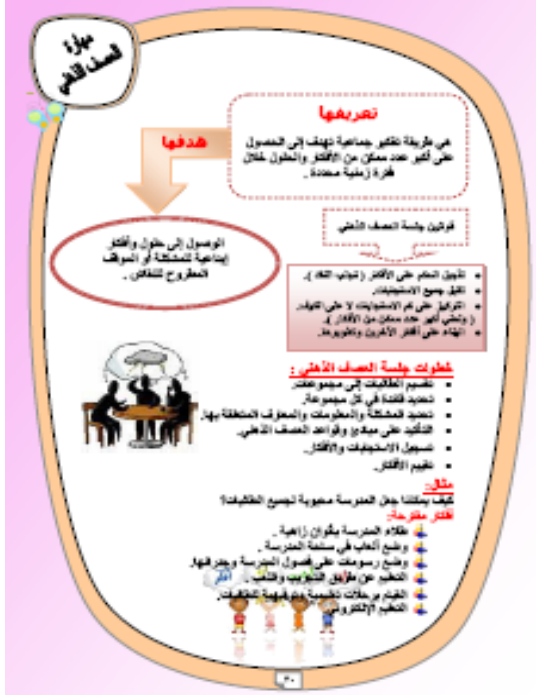 مهارة
العصف الذهني
تعريفها
هي طريقة تفكير جماعية تهدف إلى الحصول
على أكبر عدد ممكن من الأفكار والحلول خلال
فترة زمنية محددة .
هدفها
الوصول إلى حلول وأفكار
إبداعية للمشكلة أو الموقف
المطروح للنقاش .
قوانين جلسة العصف الذهني
تأجيل الحكم على الأفكار ( تجنب النقد ).
تقبل جميع الاستجابات.
التركيز على كم الاستجابات لا على الكيف.
( وتعني أكبر عدد ممكن من الأفكار ).
البناء على أفكار الآخرين وتطويرها.
خطوات جلسة العصف الذهني :
تقسيم الطالبات إلى مجموعات.
تحديد قائدة في كل مجموعة.
تحديد المشكلة والمعلومات والمعارف المتعلقة بها.
التأكيد على مبادئ وقواعد العصف الذهني.
تسجيل الاستجابات والأفكار.
تقييم الأفكار.
مثال:
كيف يمكننا جعل المدرسة محبوبة لجميع الطالبات؟
أفكار مقترحة:
طلاء المدرسة بألوان زاهية .
وضع ألعاب في ساحة المدرسة .
وضع رسومات على فصول المدرسة وجدرانها.
التعليم عن طريق التجريب واللعب .
القيام برحلات تعليمية وترفيهية للطالبات.
التعليم الإلكتروني
٣٠